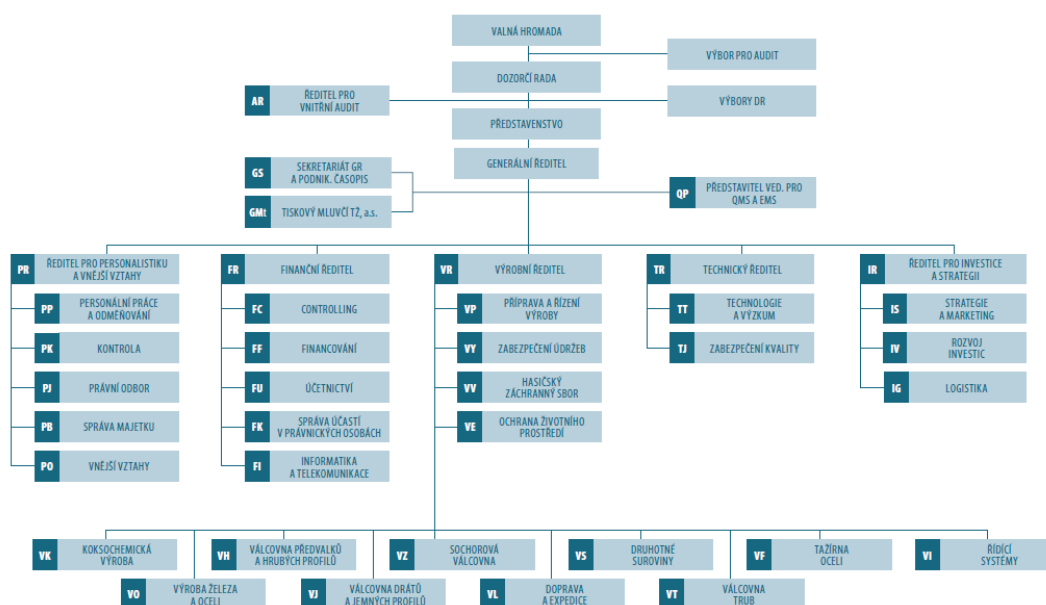 VALNÁ HROMADA
VÝBOR PRO AUDIT
DOZORČÍ RADA
AR
ŘEDITEL PRO
VNITŘNÍ AUDIT
VÝBORY DR
PŘEDSTAVENSTVO
GENERÁLNÍ ŘEDITEL
GS
SEKRETARIÁT GR
A PODNIK. ČASOPIS
QP
PŘEDSTAVITEL VED. PRO
QMS A EMS
GMt
TISKOVÝ MLUVČÍ TŽ, a.s.
PR
ŘEDITEL PRO PERSONALISTIKU
A VNĚJŠÍ VZTAHY
PP
PERSONÁLNÍ PRÁCE
A ODMĚŇOVÁNÍ
PK
KONTROLA
PJ
PRÁVNÍ ODBOR
PB
SPRÁVA MAJETKU
PO
VNĚJŠÍ VZTAHY
FR
FINANČNÍ ŘEDITEL
FC
CONTROLLING
FF
FINANCOVÁNÍ
FU
ÚČETNICTVÍ
FK
SPRÁVA ÚČASTÍ
V PRÁVNICKÝCH OSOBÁCH
FI
INFORMATIKA
A TELEKOMUNIKACE
VR
VÝROBNÍ ŘEDITEL
VP
PŘÍPRAVA A ŘÍZENÍ
VÝROBY
VY
ZABEZPEČENÍ ÚDRŽEB
VV
HASIČSKÝ
ZÁCHRANNÝ SBOR
VE
OCHRANA ŽIVOTNÍHO
PROSTŘEDÍ
TR
TECHNICKÝ ŘEDITEL
TT
TECHNOLOGIE
A VÝZKUM
TJ
ZABEZPEČENÍ KVALITY
IR
ŘEDITEL PRO INVESTICE
A STRATEGII
IS
STRATEGIE
A MARKETING
IV
ROZVOJ
INVESTIC
IG
LOGISTIKA
VK
KOKSOCHEMICKÁ
VÝROBA
VH
VÁLCOVNA PŘEDVALKŮ
A HRUBÝCH PROFILŮ
VZ
SOCHOROVÁ
VÁLCOVNA
VS
DRUHOTNÉ
SUROVINY
VF
TAŽÍRNA
OCELI
VI
ŘÍDÍCÍ
SYSTÉMY
VO
VÝROBA ŽELEZA
A OCELI
VJ
VÁLCOVNA DRÁTŮ
A JEMNÝCH PROFILŮ
VL
DOPRAVA
A EXPEDICE
VT
VÁLCOVNA
TRUB